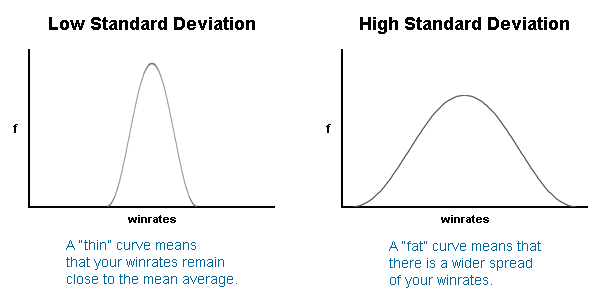 Low Standard Deviation
f
winrates
A "thin" curve means
that your winrates remain
close to the mean average.
High Standard Deviation
f
winrates
A "fat" curve means that
there is a wider spread
of your winrates.